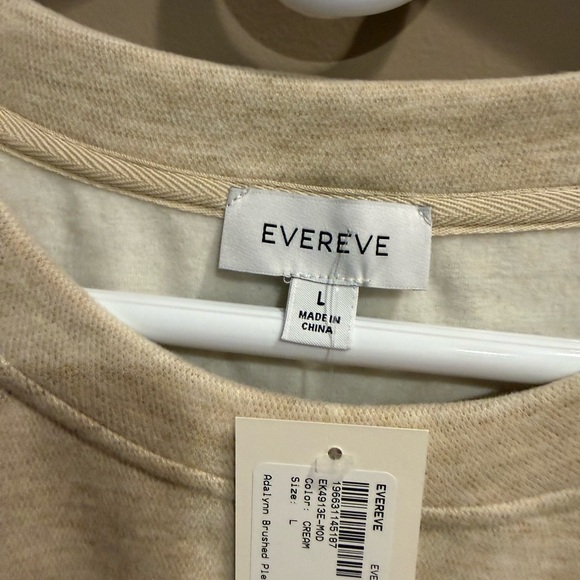 EVEREVE
L
MADE IN
CHINA
EVEREVE
196631145187
EK4913E-MOD
Color: CREAM
Size: L
Adalynn Brushed